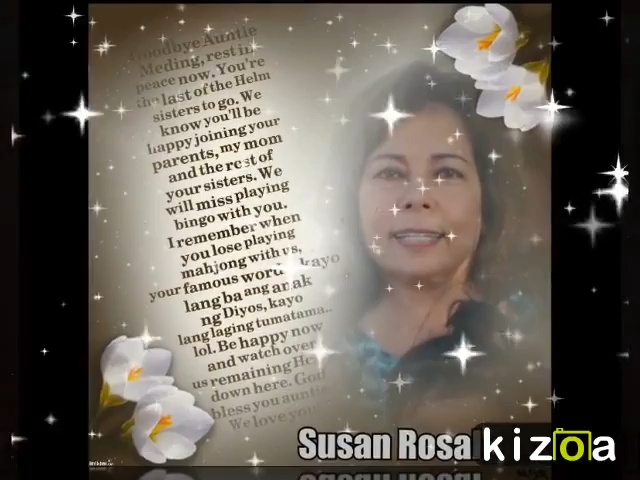 Goodbye Auntie
Meding, rest in
peace now. You're
the last of the Helm
sisters to go. We
know you'll be
happy joining your
parents, my mom
and the rest of
your sisters. We
will miss playing
bingo with you.
I remember when
you lose playing
mahjong with us,
your famous words kayo
lang ba ang anak
ng Diyos, kayo
lang laging tumatama..
lol. Be happy now
and watch over
us remaining
down here. God
bless you auntie
We love you
Susan Rosa
kizoa